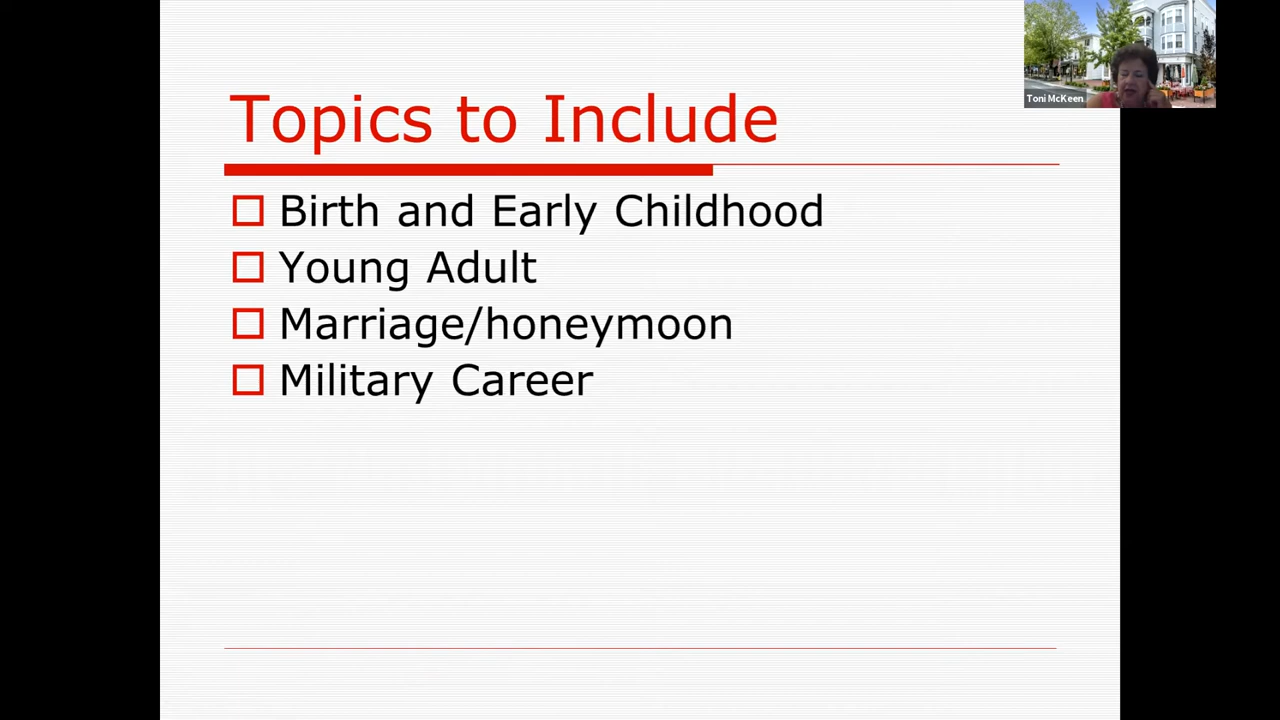 Topics to Include
Birth and Early Childhood
Young Adult
Marriage/honeymoon
Military Career
Toni McKeen